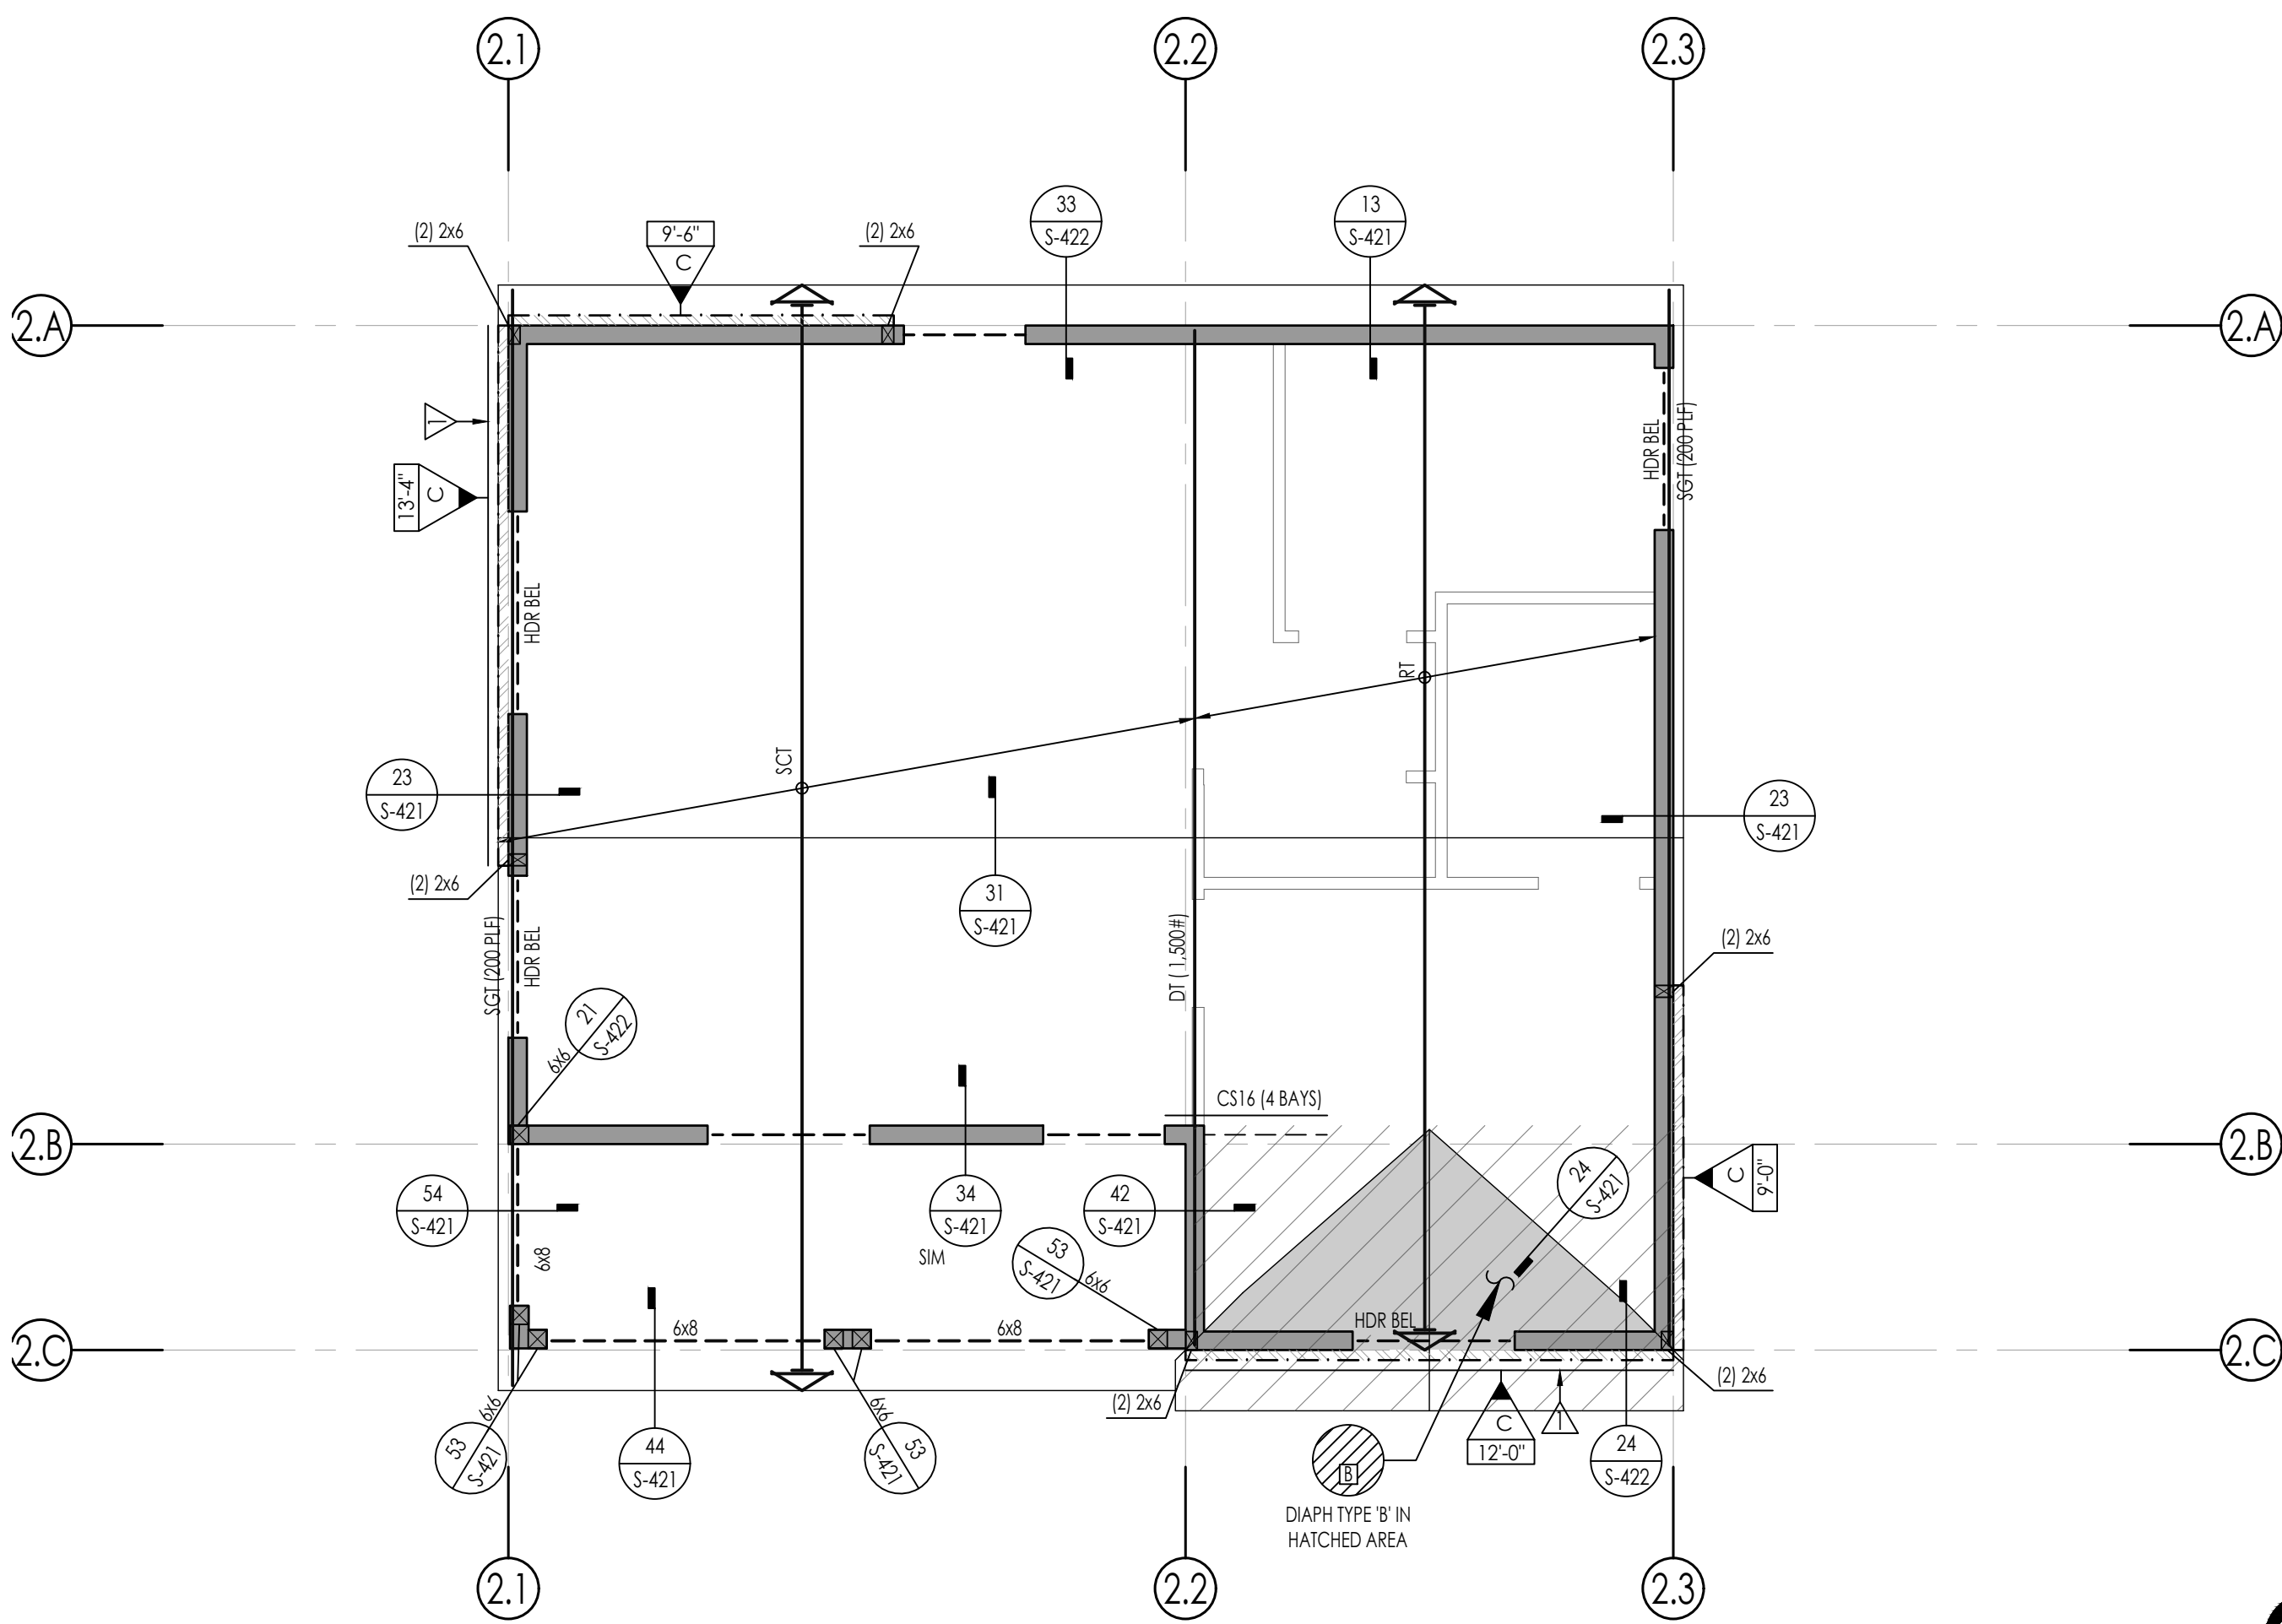 2.1
2.2
2.3
33
S-422
13
S-421
(2) 2x6
9'-6"
C
(2) 2x6
2.A
2.A
1
13'-4"
C
HDR BEL
SGT (200 PLF)
HDR BEL
RT
SCT
23
S-421
23
S-421
(2) 2x6
31
S-421
SGT (200 PLF)
HDR BEL
DT ( 1,500#)
(2) 2x6
21
S-422
6x6
CS16 (4 BAYS)
2.B
2.B
54
S-421
34
S-421
SIM
42
S-421
24
S-421
C
9'-0"
6x8
53
S-421
6x6
6x8
6x8
HDR BEL
2.C
2.C
(2) 2x6
(2) 2x6
6x6
53
S-421
44
S-421
6x6
53
S-421
B
C
12'-0"
1
24
S-422
DIAPH TYPE 'B' IN
HATCHED AREA
2.1
2.2
2.3